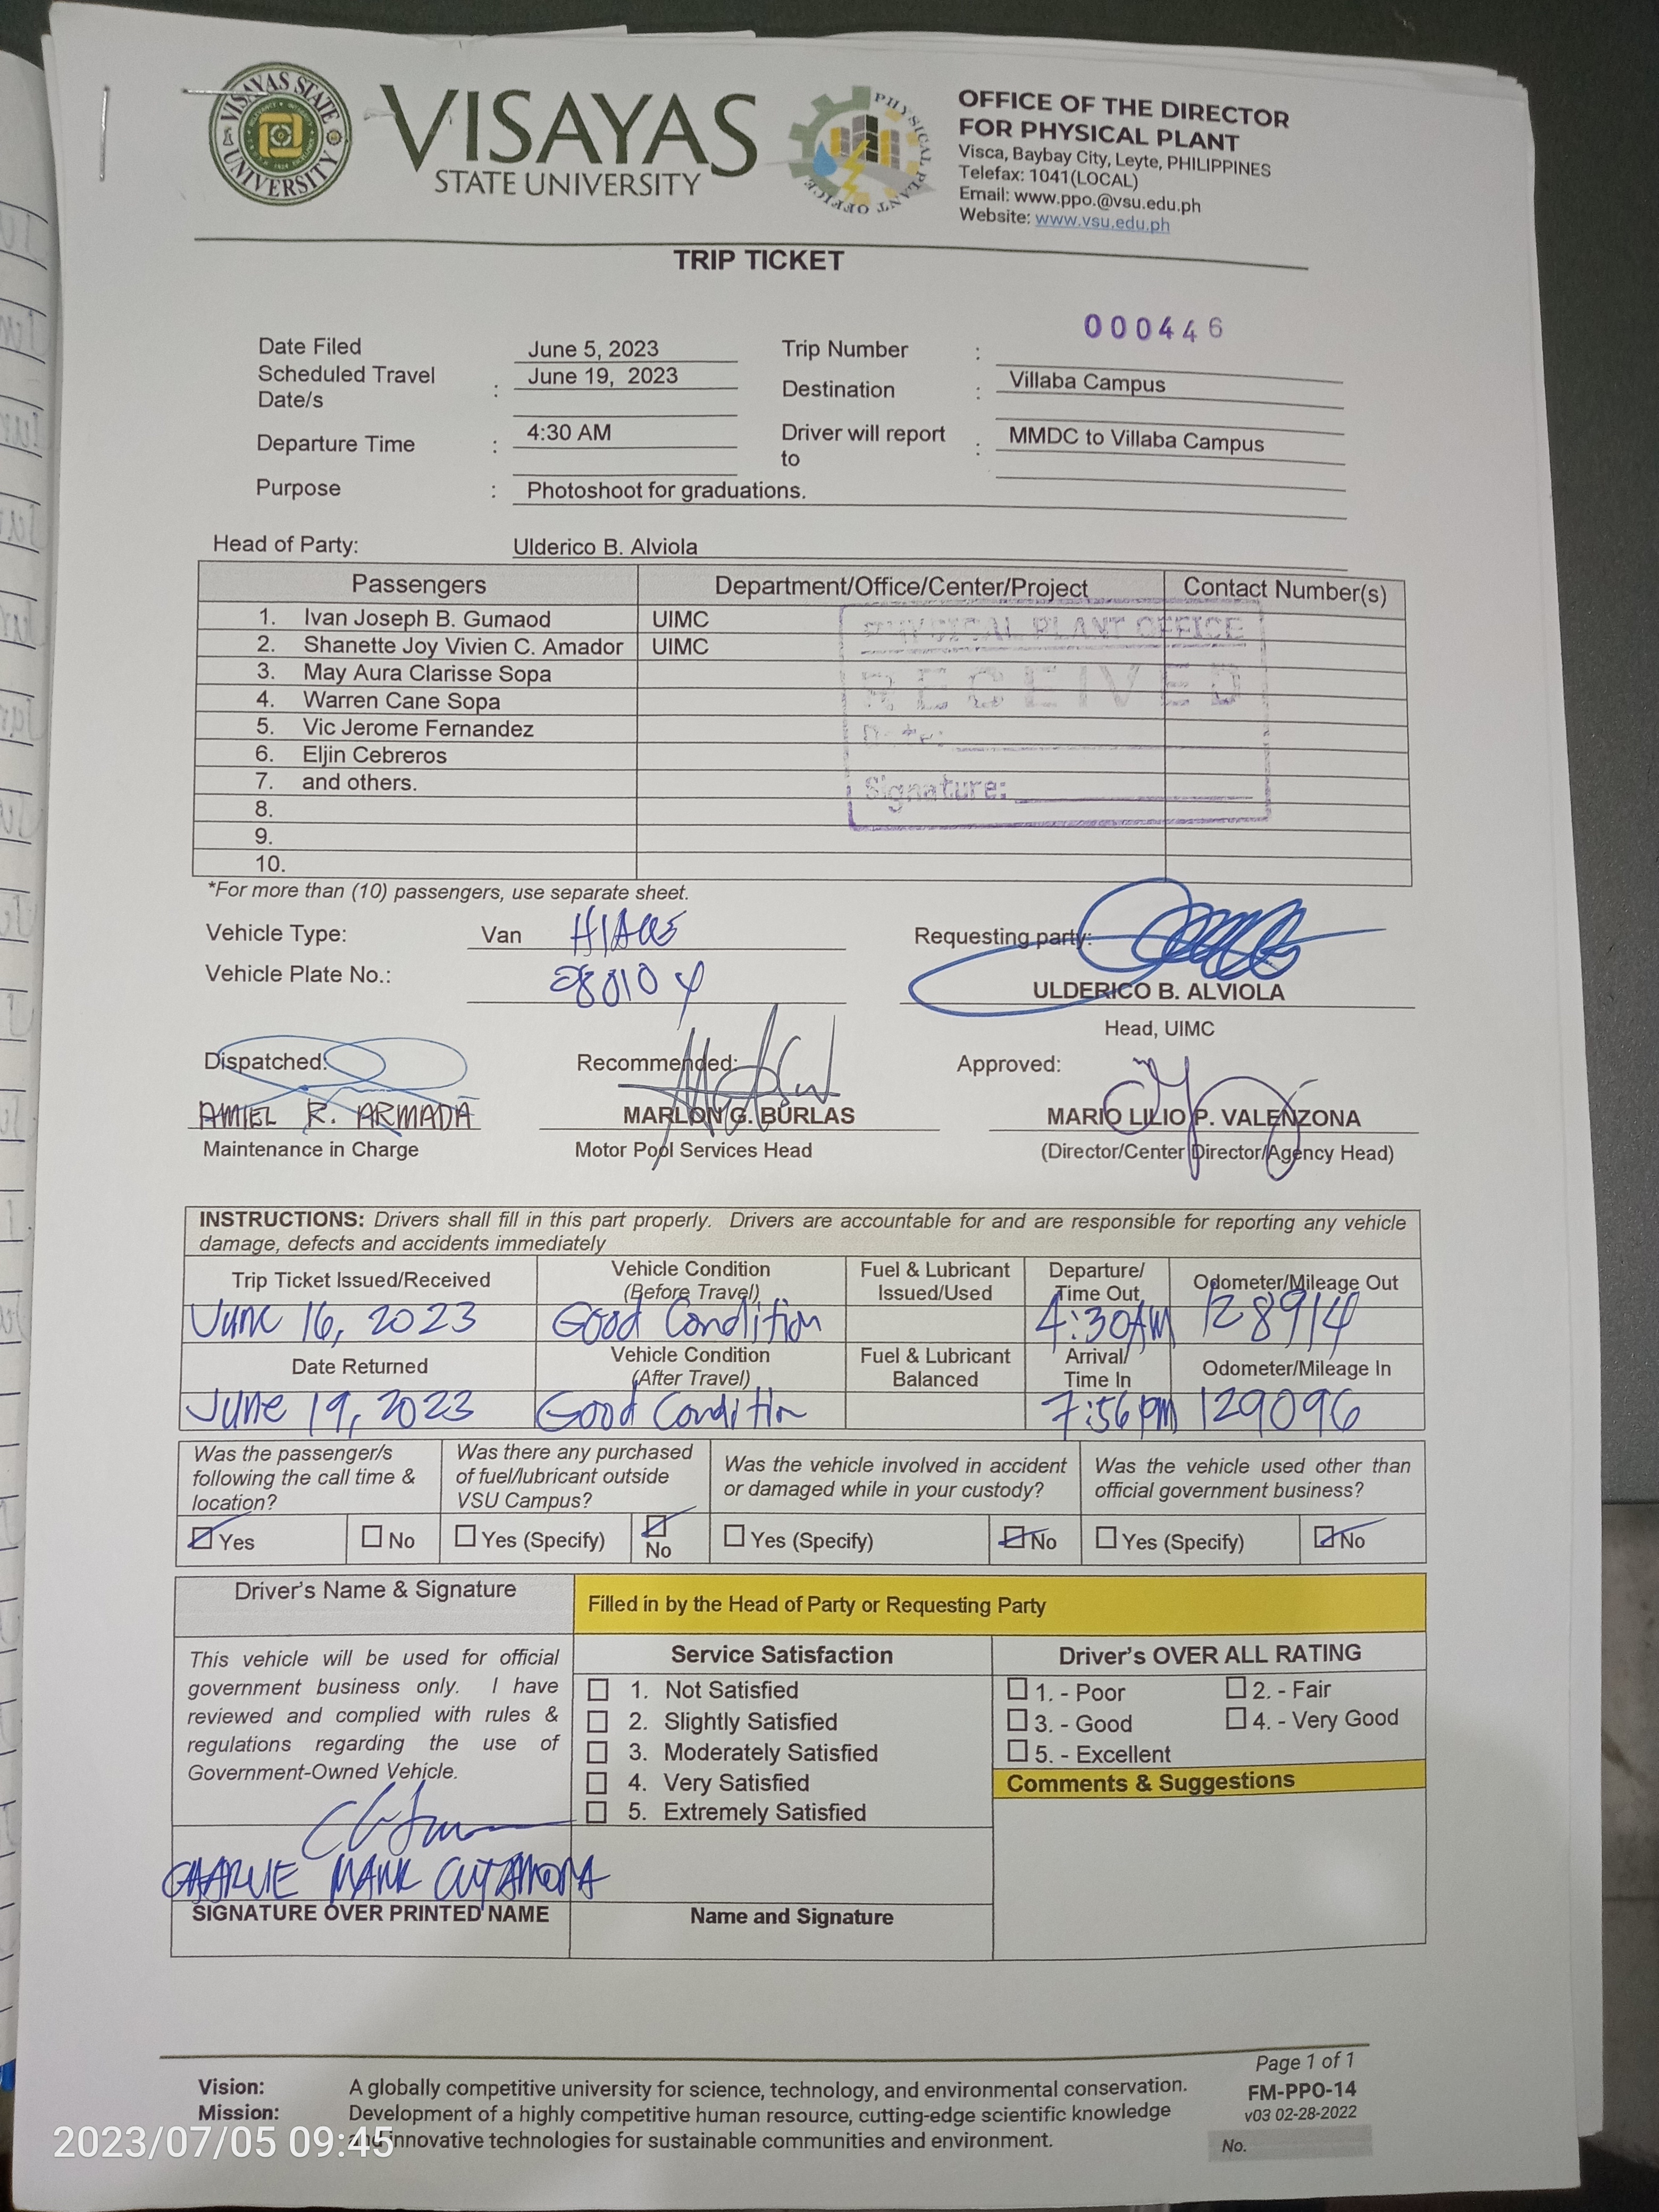 VISAYAS STATE UNIVERSITY
VISAYAS
STATE UNIVERSITY
PHYSICAL PLANT OFFICE
OFFICE OF THE DIRECTOR
FOR PHYSICAL PLANT
Visca, Baybay City, Leyte, PHILIPPINES
Telefax: 1041(LOCAL)
Email: www.ppo.@vsu.edu.ph
Website: www.vsu.edu.ph
TRIP TICKET
000446
Date Filed June 5, 2023 Trip Number :
Scheduled Travel Date/s : June 19, 2023 Destination : Villaba Campus
Departure Time : 4:30 AM Driver will report to : MMDC to Villaba Campus
Purpose : Photoshoot for graduations.
Head of Party: Ulderico B. Alviola
Passengers Department/Office/Center/Project Contact Number(s)
1. Ivan Joseph B. Gumaod UIMC
2. Shanette Joy Vivien C. Amador UIMC
3. May Aura Clarisse Sopa
4. Warren Cane Sopa
5. Vic Jerome Fernandez
6. Eljin Cebreros
7. and others.
8.
9.
10.
PHYSICAL PLANT OFFICE
RECEIVED
Date:
Signature:
*For more than (10) passengers, use separate sheet.
Vehicle Type: Van HIACE Requesting party:
Vehicle Plate No.:
ULDERICO B. ALVIOLA
Head, UIMC
Dispatched: Recommended: Approved:
AMIEL R. ARMADA MARLON G. BURLAS MARIO LILIO P. VALENZONA
Maintenance in Charge Motor Pool Services Head (Director/Center Director/Agency Head)
INSTRUCTIONS: Drivers shall fill in this part properly. Drivers are accountable for and are responsible for reporting any vehicle
damage, defects and accidents immediately
Trip Ticket Issued/Received Vehicle Condition (Before Travel) Fuel & Lubricant Issued/Used Departure/ Time Out Odometer/Mileage Out
June 16, 2023 Good Condition 4:30AM 128914
Date Returned Vehicle Condition (After Travel) Fuel & Lubricant Balanced Arrival/ Time In Odometer/Mileage In
June 19, 2023 Good Condition 7:56 pm 129096
Was the passenger/s following the call time & location? Was there any purchased of fuel/lubricant outside VSU Campus? Was the vehicle involved in accident or damaged while in your custody? Was the vehicle used other than official government business?
Yes No Yes (Specify) No Yes (Specify) No Yes (Specify) No
Driver's Name & Signature
Filled in by the Head of Party or Requesting Party
This vehicle will be used for official
government business only. I have
reviewed and complied with rules &
regulations regarding the use of
Government-Owned Vehicle.
CHARLIE MARK CUTAMORA
SIGNATURE OVER PRINTED NAME
Service Satisfaction
1. Not Satisfied
2. Slightly Satisfied
3. Moderately Satisfied
4. Very Satisfied
5. Extremely Satisfied
Name and Signature
Driver's OVER ALL RATING
1. - Poor 2. - Fair
3. - Good 4. - Very Good
5. - Excellent
Comments & Suggestions
Vision: A globally competitive university for science, technology, and environmental conservation.
Mission: Development of a highly competitive human resource, cutting-edge scientific knowledge
and innovative technologies for sustainable communities and environment.
Page 1 of 1
FM-PPO-14
v03 02-28-2022
No.
2023/07/05 09:45